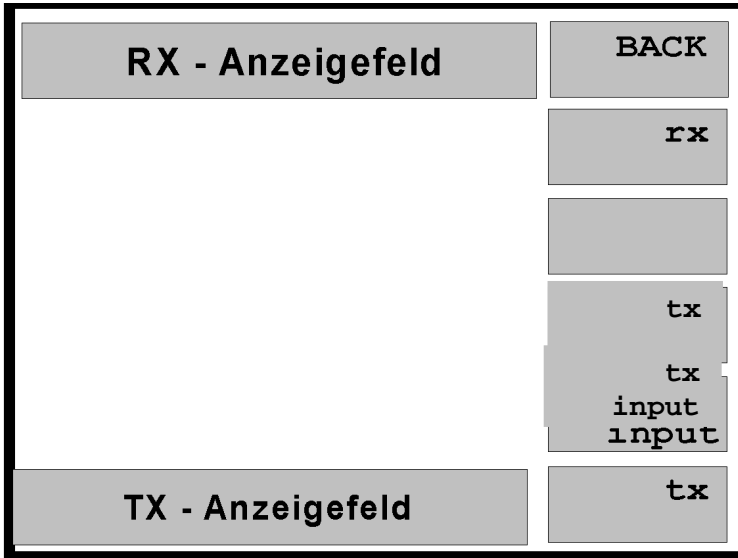 RX - Anzeigefeld
BACK
rx
tx
tx
input
input
TX - Anzeigefeld
tx